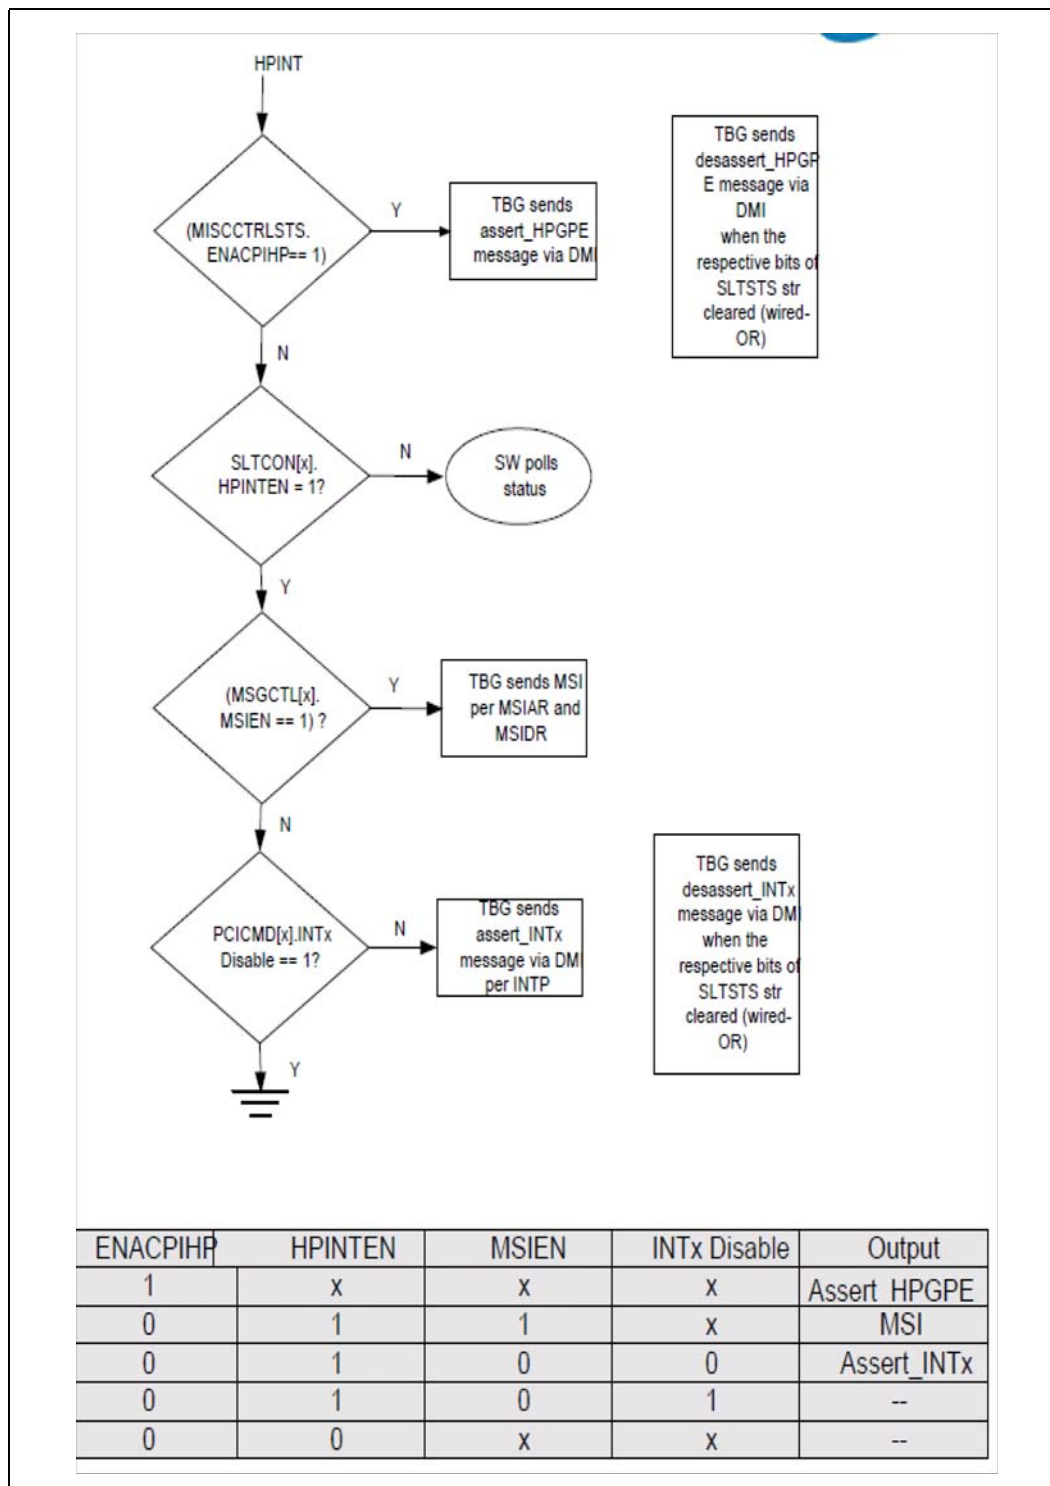 HPINT
(MISCCTRLSTS.
ENACPIHP== 1)
Y
TBG sends
assert_HPGPE
message via DMI
TBG sends
desassert_HPGP
E message via
DMI
when the
respective bits of
SLTSTS str
cleared (wired-
OR)
N
SLTCON[x].
HPINTEN = 1?
N
SW polls
status
Y
(MSGCTL[x].
MSIEN == 1) ?
Y
TBG sends MSI
per MSIAR and
MSIDR
N
PCICMD[x].INTx
Disable == 1?
N
TBG sends
assert_INTx
message via DMI
per INTP
TBG sends
desassert_INTx
message via DMI
when the
respective bits of
SLTSTS str
cleared (wired-
OR)
Y
ENACPIHP HPINTEN MSIEN INTx Disable Output
1 x x x Assert_HPGPE
0 1 1 x MSI
0 1 0 0 Assert_INTx
0 1 0 1 --
0 0 x x --